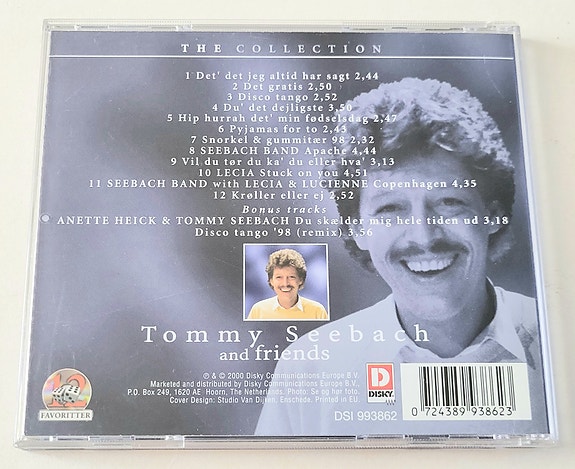 THE COLLECTION
1 Det' det jeg altid har sagt 2,44
2 Det gratis 2,50
3 Disco tango 2,52
4 Du' det dejligste 3,50
5 Hip hurrah det' min fødselsdag 2,47
6 Pyjamas for to 2,43
7 Snorkel & gummitær 98 2,32
8 SEEBACH BAND Apache 4,44
9 Vil du tør du ka' du eller hva' 3,13
10 LECIA Stuck on you 4,51
11 SEEBACH BAND with LECIA & LUCIENNE Copenhagen 4,35
12 Krøller eller ej 2,52
Bonus tracks
ANETTE HEICK & TOMMY SEEBACH Du skælder mig hele tiden ud 3,18
Disco tango '98 (remix) 3,56
Tommy Seebach
and friends
℗ & © 2000 Disky Communications Europe B.V.
Marketed and distributed by Disky Communications Europe B.V.,
P.O. Box 249, 1620 AE Hoorn, The Netherlands. Photo: Se og hør foto.
Cover Design: Studio Van Dijken, Enschede. Printed in EU.
FAVORITTER
D
DISKY
DSI 993862
0 724389 938623